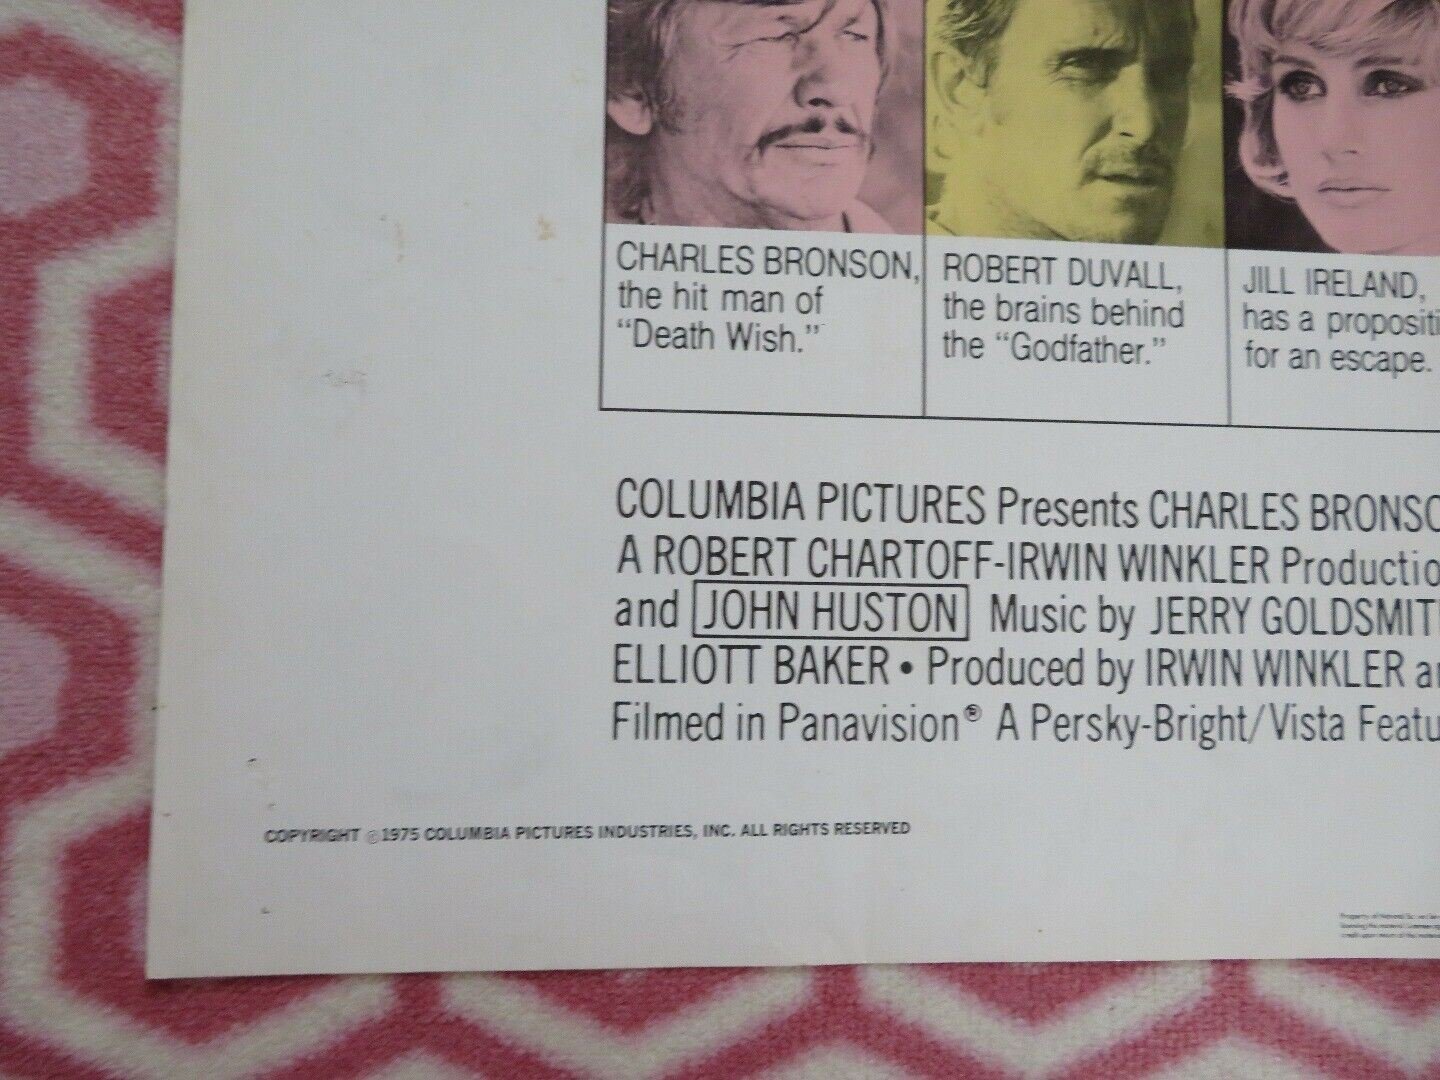 CHARLES BRONSON,
the hit man of
“Death Wish.”
ROBERT DUVALL,
the brains behind
the “Godfather.”
JILL IRELAND,
has a propositi
for an escape.
COLUMBIA PICTURES Presents CHARLES BRONSO
A ROBERT CHARTOFF-IRWIN WINKLER Productio
and JOHN HUSTON Music by JERRY GOLDSMITH
ELLIOTT BAKER • Produced by IRWIN WINKLER an
Filmed in Panavision® A Persky-Bright/Vista Featu
COPYRIGHT ©1975 COLUMBIA PICTURES INDUSTRIES, INC. ALL RIGHTS RESERVED